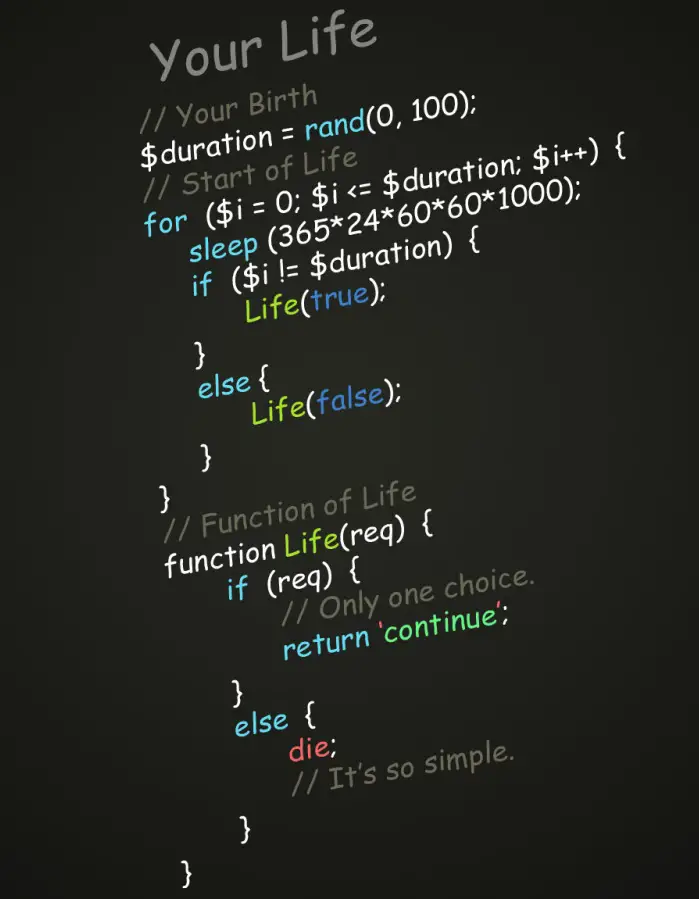 Your Life
// Your Birth
$duration = rand(0, 100);
// Start of Life
for ($i = 0; $i <= $duration; $i++) {
sleep (365*24*60*60*1000);
if ($i != $duration) {
Life(true);
}
else {
Life(false);
}
}
// Function of Life
function Life(req) {
if (req) {
// Only one choice.
return 'continue';
}
else {
die;
// It's so simple.
}
}